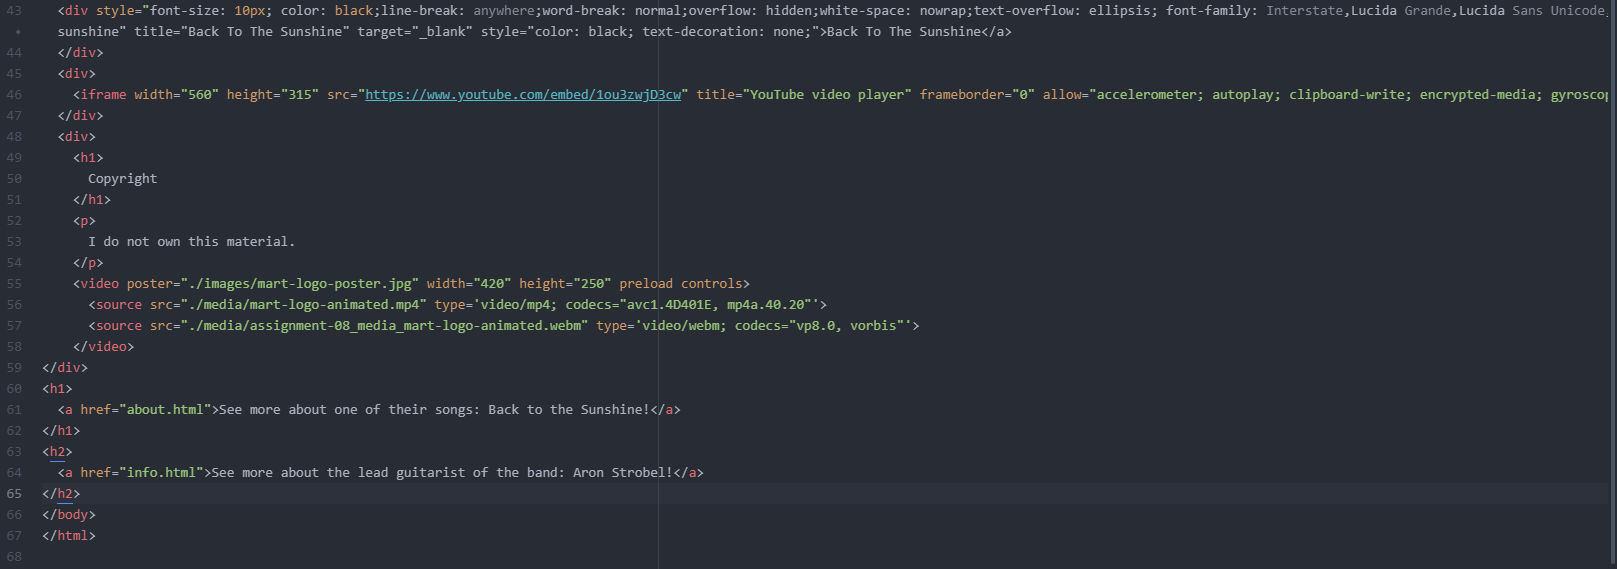 43 <div style="font-size: 10px; color: black;line-break: anywhere;word-break: normal;overflow: hidden;white-space: nowrap;text-overflow: ellipsis; font-family: Interstate,Lucida Grande,Lucida Sans Unicode,
• sunshine" title="Back To The Sunshine" target="_blank" style="color: black; text-decoration: none;">Back To The Sunshine</a>
44 </div>
45 <div>
46 <iframe width="560" height="315" src="https://www.youtube.com/embed/1ou3zwjD3cw" title="YouTube video player" frameborder="0" allow="accelerometer; autoplay; clipboard-write; encrypted-media; gyroscop
47 </div>
48 <div>
49 <h1>
50 Copyright
51 </h1>
52 <p>
53 I do not own this material.
54 </p>
55 <video poster="./images/mart-logo-poster.jpg" width="420" height="250" preload controls>
56 <source src="./media/mart-logo-animated.mp4" type='video/mp4; codecs="avc1.4D401E, mp4a.40.20"'>
57 <source src="./media/assignment-08_media_mart-logo-animated.webm" type='video/webm; codecs="vp8.0, vorbis"'>
58 </video>
59 </div>
60 <h1>
61 <a href="about.html">See more about one of their songs: Back to the Sunshine!</a>
62 </h1>
63 <h2>
64 <a href="info.html">See more about the lead guitarist of the band: Aron Strobel!</a>
65 </h2>
66 </body>
67 </html>
68